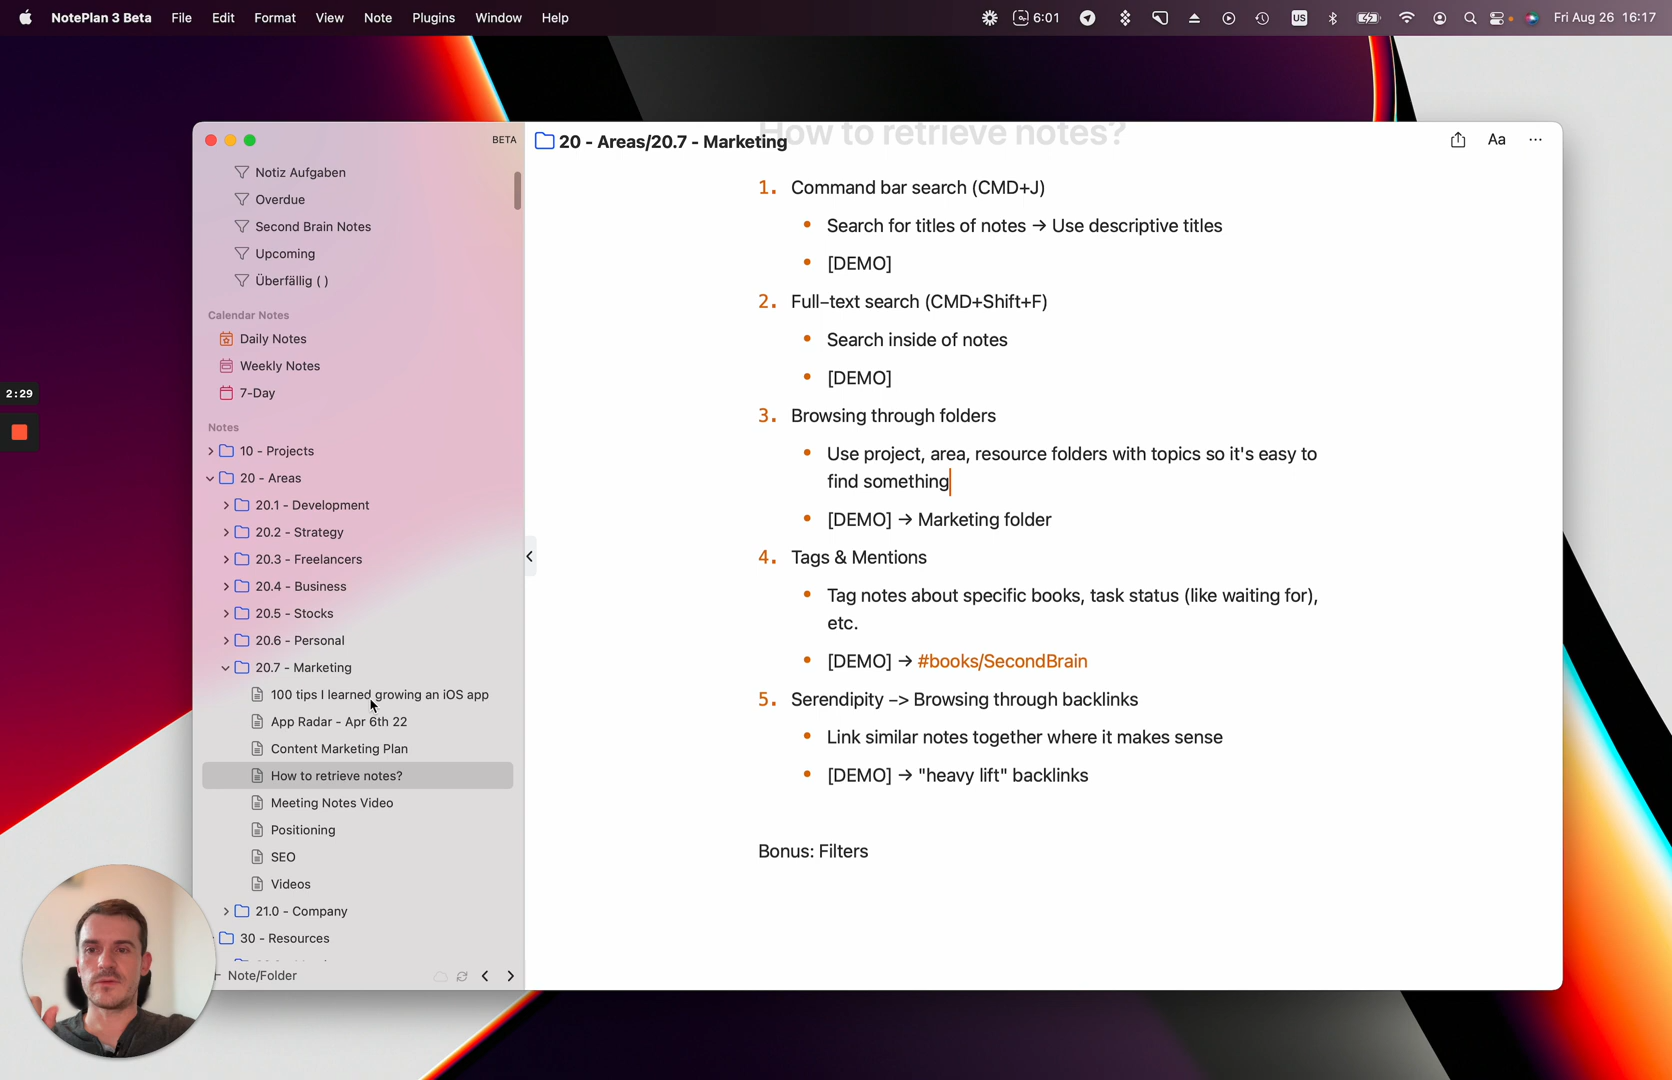 NotePlan 3 Beta File Edit Format View Note Plugins Window Help 6:01 US Fri Aug 26 16:17
BETA
Notiz Aufgaben
Overdue
Second Brain Notes
Upcoming
Überfällig ( )
Calendar Notes
Daily Notes
Weekly Notes
7-Day
Notes
10 - Projects
20 - Areas
20.1 - Development
20.2 - Strategy
20.3 - Freelancers
20.4 - Business
20.5 - Stocks
20.6 - Personal
20.7 - Marketing
100 tips I learned growing an iOS app
App Radar - Apr 6th 22
Content Marketing Plan
How to retrieve notes?
Meeting Notes Video
Positioning
SEO
Videos
21.0 - Company
30 - Resources
Note/Folder
2:29
20 - Areas/20.7 - Marketing
How to retrieve notes?
Aa
1. Command bar search (CMD+J)
• Search for titles of notes → Use descriptive titles
• [DEMO]
2. Full-text search (CMD+Shift+F)
• Search inside of notes
• [DEMO]
3. Browsing through folders
• Use project, area, resource folders with topics so it's easy to
find something
• [DEMO] → Marketing folder
4. Tags & Mentions
• Tag notes about specific books, task status (like waiting for),
etc.
• [DEMO] → #books/SecondBrain
5. Serendipity -> Browsing through backlinks
• Link similar notes together where it makes sense
• [DEMO] → "heavy lift" backlinks
Bonus: Filters